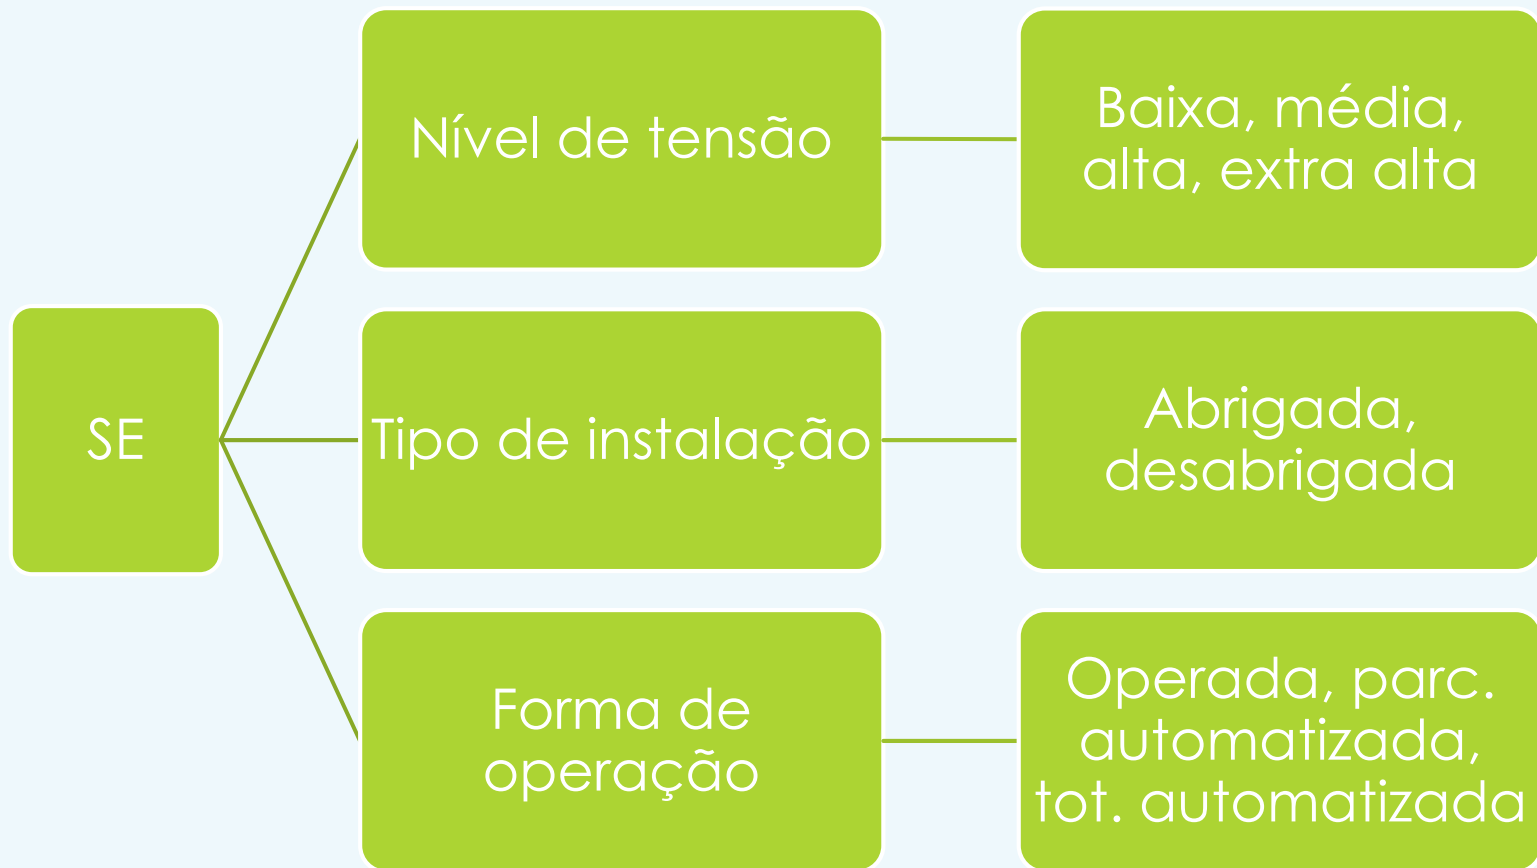 SE
Nível de tensão
Baixa, média,
alta, extra alta
Tipo de instalação
Abrigada,
desabrigada
Forma de
operação
Operada, parc.
automatizada,
tot. automatizada